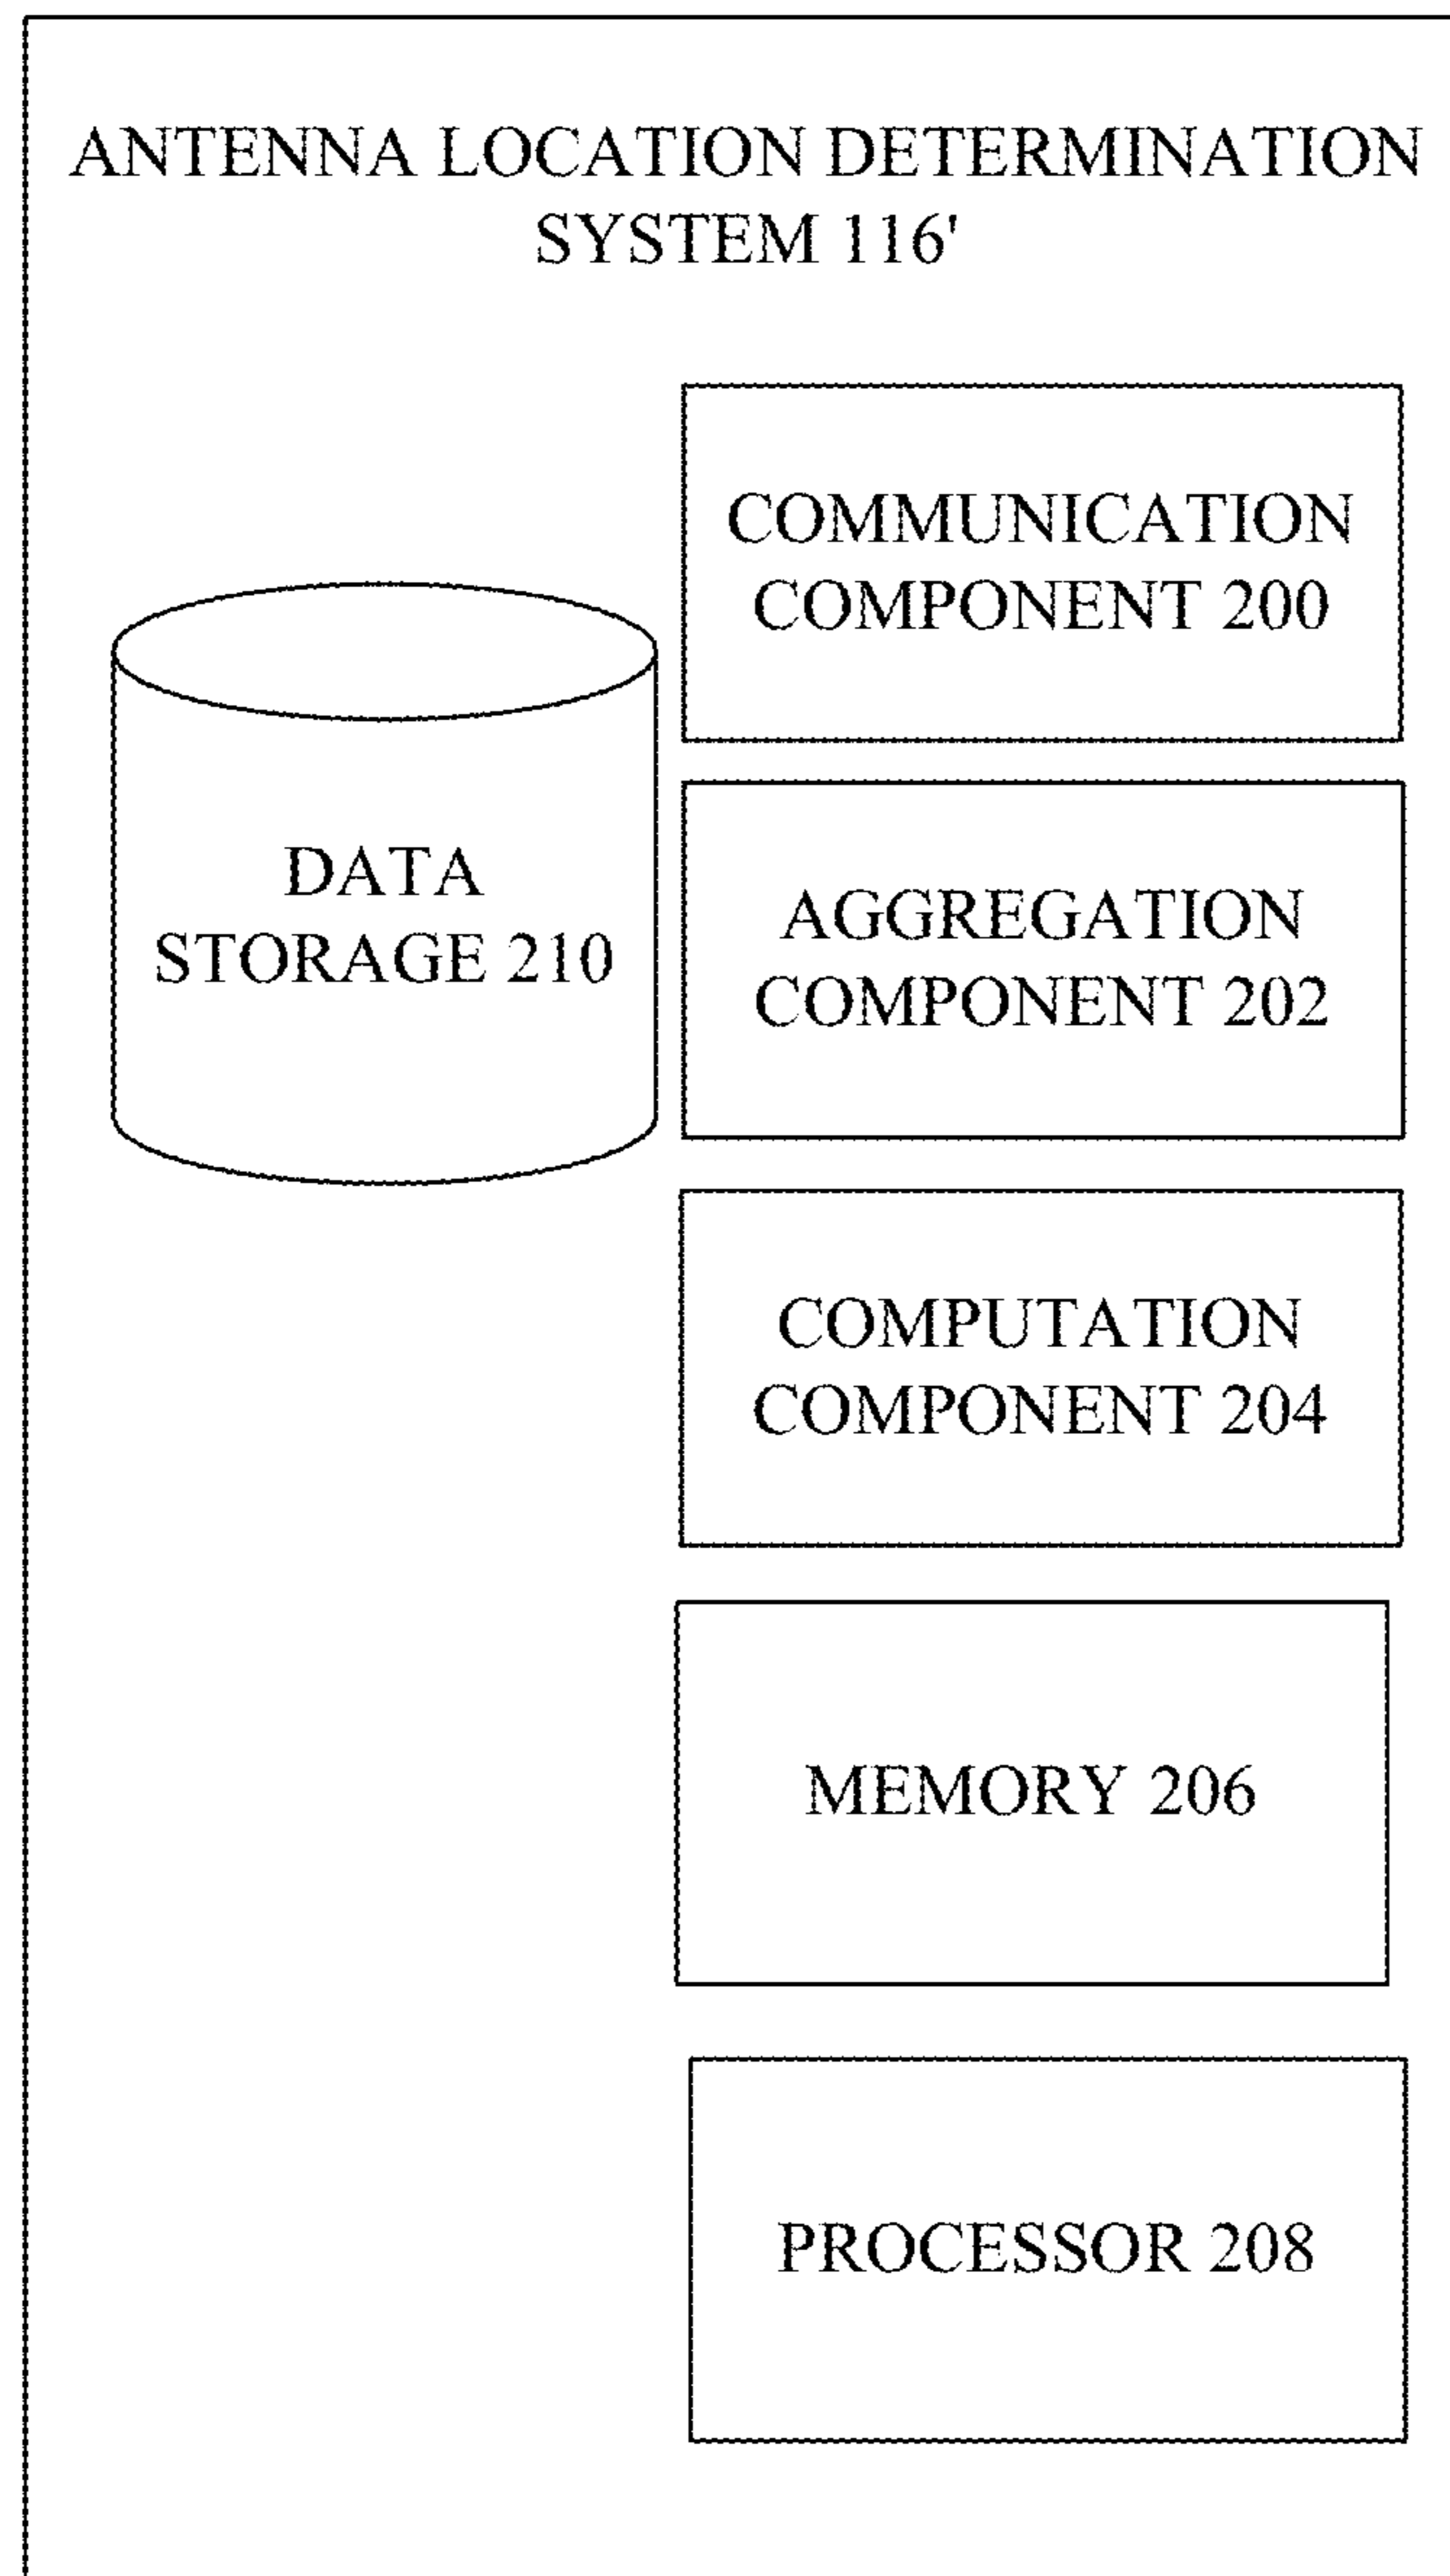 ANTENNA LOCATION DETERMINATION
SYSTEM 116'
COMMUNICATION
COMPONENT 200
DATA
STORAGE 210
AGGREGATION
COMPONENT 202
COMPUTATION
COMPONENT 204
MEMORY 206
PROCESSOR 208